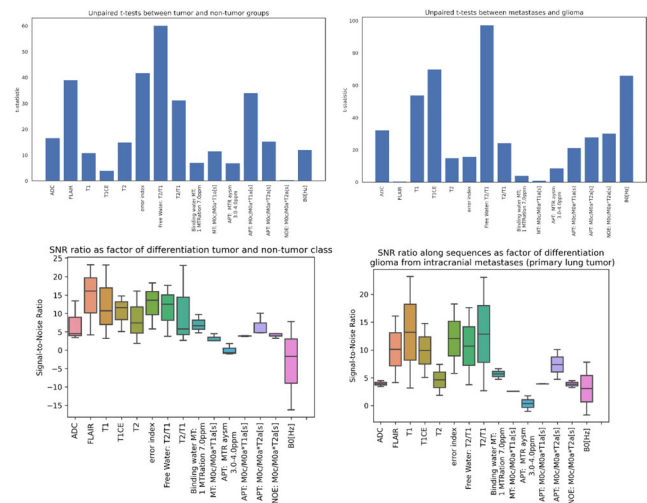 Unpaired t-tests between tumor and non-tumor groups
t-statistic
60
50
40
30
20
10
0
ADC
FLAIR
T1
T1CE
T2
error index
Free Water: T2/T1
T2/T1
Binding water MT:
1 MTRation 7.0ppm
MT: M0c/M0a*T1a[s]
APT: MTR aysm
3.0-4.0ppm
APT: M0c/M0a*T1a[s]
APT: M0c/M0a*T2a[s]
NOE: M0c/M0a*T2a[s]
B0[Hz]
Unpaired t-tests between metastases and glioma
t-statistic
100
80
60
40
20
0
ADC
FLAIR
T1
T1CE
T2
error index
Free Water: T2/T1
T2/T1
Binding water MT:
1 MTRation 7.0ppm
MT: M0c/M0a*T1a[s]
APT: MTR aysm
3.0-4.0ppm
APT: M0c/M0a*T1a[s]
APT: M0c/M0a*T2a[s]
NOE: M0c/M0a*T2a[s]
B0[Hz]
SNR ratio as factor of differentiation tumor and non-tumor class
Signal-to-Noise Ratio
25
20
15
10
5
0
−5
−10
−15
ADC
FLAIR
T1
T1CE
T2
error index
Free Water: T2/T1
T2/T1
Binding water MT:
1 MTRation 7.0ppm
MT: M0c/M0a*T1a[s]
APT: MTR aysm
3.0-4.0ppm
APT: M0c/M0a*T1a[s]
APT: M0c/M0a*T2a[s]
NOE: M0c/M0a*T2a[s]
B0[Hz]
SNR ratio along sequences as factor of differentiation
glioma from intracranial metastases (primary lung tumor)
Signal-to-Noise Ratio
20
15
10
5
0
ADC
FLAIR
T1
T1CE
T2
error index
Free Water: T2/T1
T2/T1
Binding water MT:
1 MTRation 7.0ppm
MT: M0c/M0a*T1a[s]
APT: MTR aysm
3.0-4.0ppm
APT: M0c/M0a*T1a[s]
APT: M0c/M0a*T2a[s]
NOE: M0c/M0a*T2a[s]
B0[Hz]